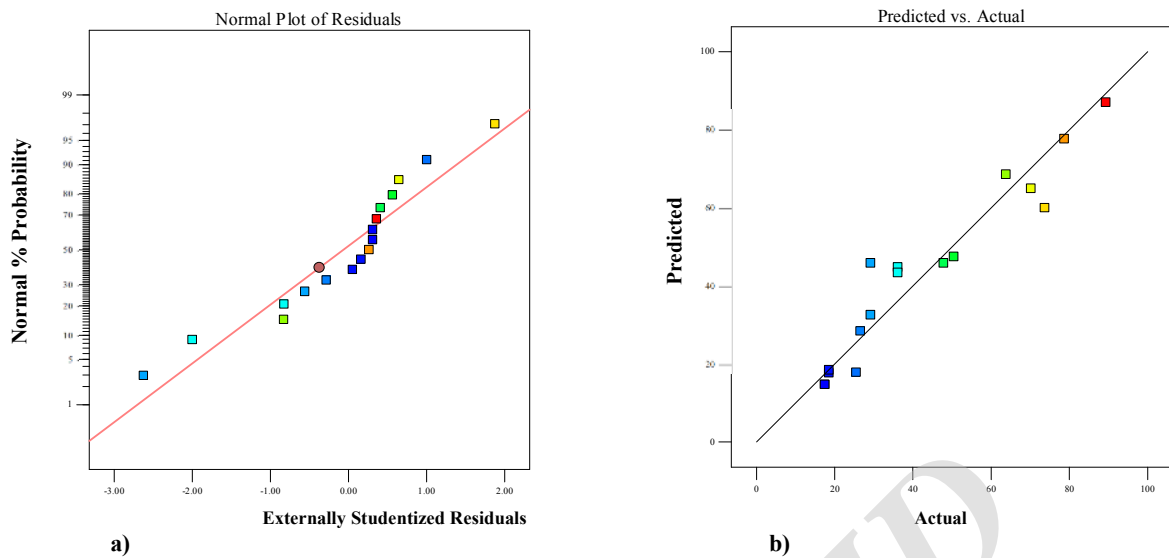 Normal Plot of Residuals
Normal % Probability
99
95
90
80
70
50
30
20
10
5
1
-3.00 -2.00 -1.00 0.00 1.00 2.00
Externally Studentized Residuals
a)
Predicted vs. Actual
Predicted
100
80
60
40
20
0
0 20 40 60 80 100
Actual
b)